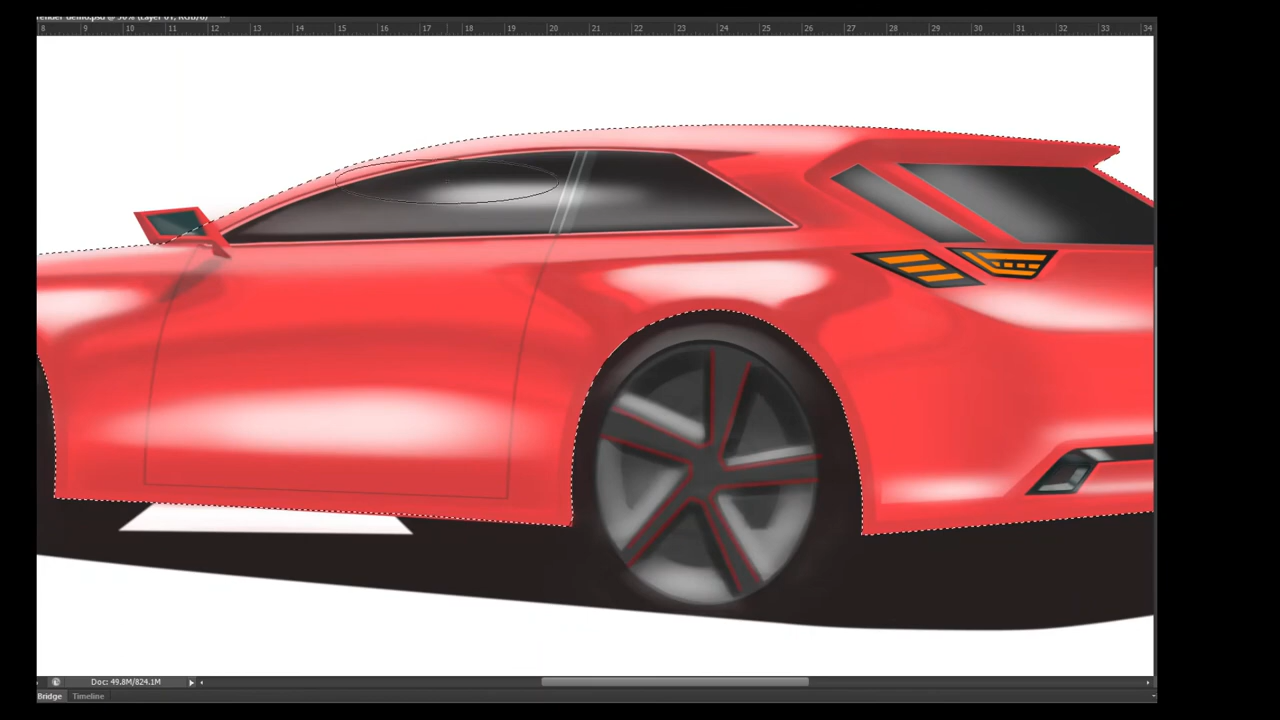 8 9 10 11 12 13 14 15 16 17 18 19 20 21 22 23 24 25 26 27 28 29 30 31 32 33 34
Doc: 49.8M/824.1M
Bridge Timeline